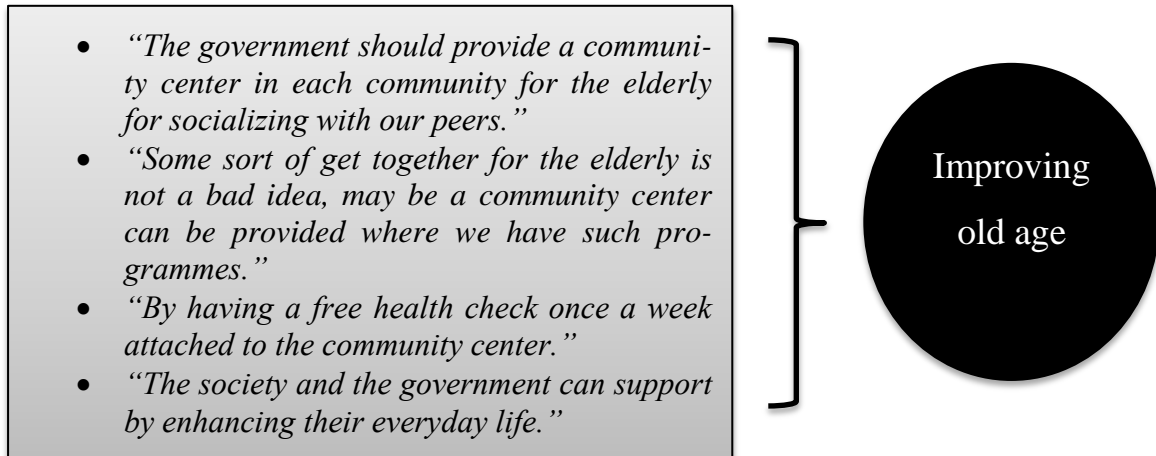 • “The government should provide a communi-
ty center in each community for the elderly
for socializing with our peers.”
• “Some sort of get together for the elderly is
not a bad idea, may be a community center
can be provided where we have such pro-
grammes.”
• “By having a free health check once a week
attached to the community center.”
• “The society and the government can support
by enhancing their everyday life.”
Improving
old age